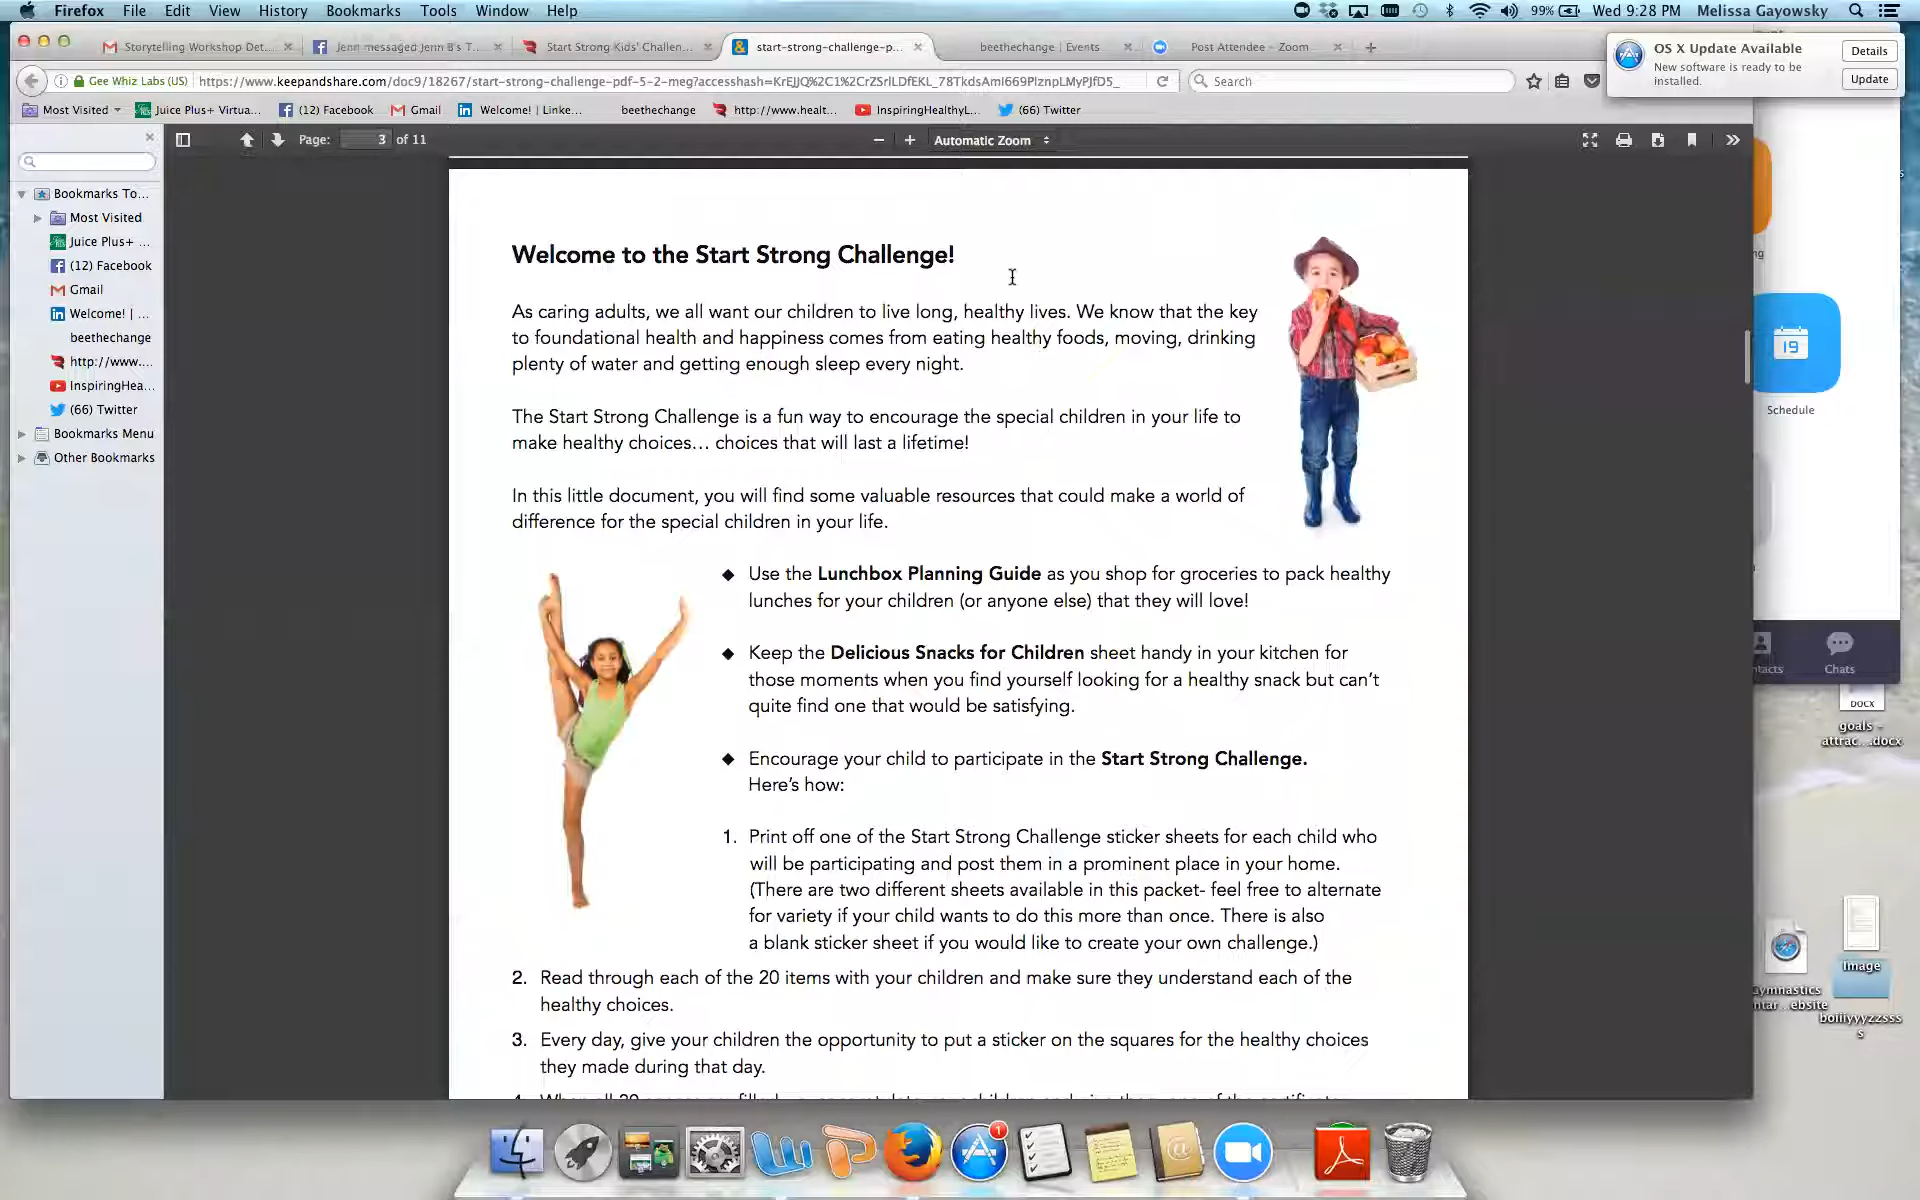 Firefox File Edit View History Bookmarks Tools Window Help
99% Wed 9:28 PM Melissa Gayowsky
Storytelling Workshop Det...
Jenn messaged Jenn B's T...
Start Strong Kids' Challen...
start-strong-challenge-p...
beethechange | Events
Post Attendee - Zoom
OS X Update Available
New software is ready to be
installed.
Details
Update
Gee Whiz Labs (US)
Search
Most Visited
Juice Plus+ Virtua...
(12) Facebook
Gmail
Welcome! | Linke...
beethechange
http://www.healt...
InspiringHealthyL...
(66) Twitter
Page: 3 of 11
Automatic Zoom
Bookmarks To...
Most Visited
Juice Plus+ ...
(12) Facebook
Gmail
Welcome! | ...
beethechange
http://www....
InspiringHea...
(66) Twitter
Bookmarks Menu
Other Bookmarks
Welcome to the Start Strong Challenge!
As caring adults, we all want our children to live long, healthy lives. We know that the key
to foundational health and happiness comes from eating healthy foods, moving, drinking
plenty of water and getting enough sleep every night.
The Start Strong Challenge is a fun way to encourage the special children in your life to
make healthy choices… choices that will last a lifetime!
In this little document, you will find some valuable resources that could make a world of
difference for the special children in your life.
◆ Use the Lunchbox Planning Guide as you shop for groceries to pack healthy
lunches for your children (or anyone else) that they will love!
◆ Keep the Delicious Snacks for Children sheet handy in your kitchen for
those moments when you find yourself looking for a healthy snack but can't
quite find one that would be satisfying.
◆ Encourage your child to participate in the Start Strong Challenge.
Here's how:
1. Print off one of the Start Strong Challenge sticker sheets for each child who
will be participating and post them in a prominent place in your home.
(There are two different sheets available in this packet- feel free to alternate
for variety if your child wants to do this more than once. There is also
a blank sticker sheet if you would like to create your own challenge.)
2. Read through each of the 20 items with your children and make sure they understand each of the
healthy choices.
3. Every day, give your children the opportunity to put a sticker on the squares for the healthy choices
they made during that day.
19
Schedule
Chats
DOCX
goals -
attrac...docx
Image
1